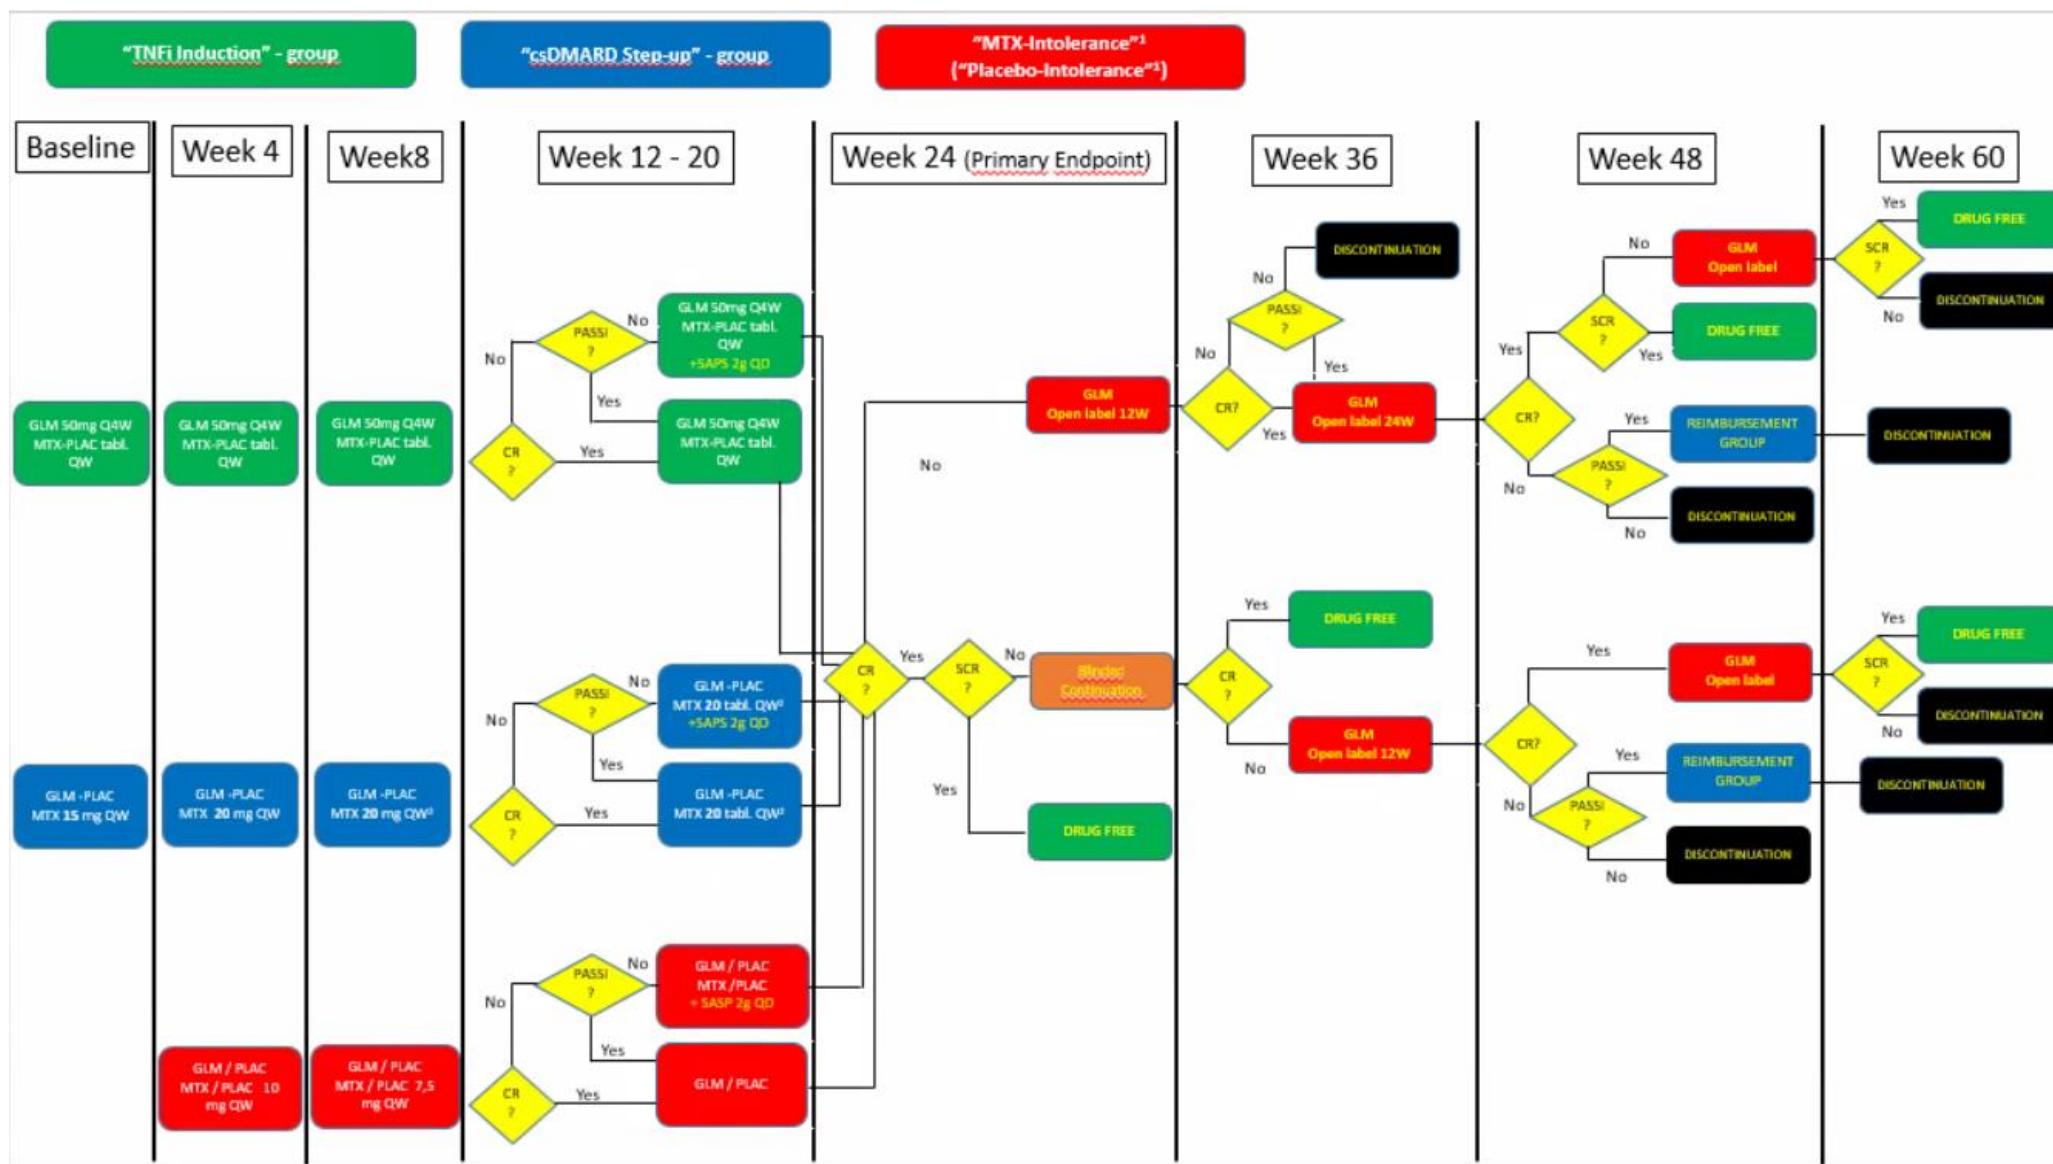 "TNFi Induction" - group
"csDMARD Step-up" - group
"MTX-Intolerance"¹
("Placebo-Intolerance"¹)
Baseline
Week 4
Week8
Week 12 - 20
Week 24 (Primary Endpoint)
Week 36
Week 48
Week 60
GLM 50mg Q4W
MTX-PLAC tabl.
QW
GLM 50mg Q4W
MTX-PLAC tabl.
QW
GLM 50mg Q4W
MTX-PLAC tabl.
QW
CR
?
No
Yes
PASSI
?
No
Yes
GLM 50mg Q4W
MTX-PLAC tabl.
QW
+SAPS 2g QD
GLM 50mg Q4W
MTX-PLAC tabl.
QW
GLM -PLAC
MTX 15 mg QW
GLM -PLAC
MTX 20 mg QW
GLM -PLAC
MTX 20 mg QW
CR
?
No
Yes
PASSI
?
No
Yes
GLM -PLAC
MTX 20 tabl. QW
+SAPS 2g QD
GLM -PLAC
MTX 20 tabl. QW
GLM / PLAC
MTX / PLAC 10
mg QW
GLM / PLAC
MTX / PLAC 7,5
mg QW
CR
?
No
Yes
PASSI
?
No
Yes
GLM / PLAC
MTX /PLAC
+ SASP 2g QD
GLM / PLAC
CR
?
No
Yes
GLM
Open label 12W
SCR
?
No
Yes
Blinded
Continuation
DRUG FREE
CR?
No
Yes
PASSI
?
No
Yes
DISCONTINUATION
GLM
Open label 24W
CR
?
Yes
No
DRUG FREE
GLM
Open label 12W
CR?
Yes
No
SCR
?
No
Yes
GLM
Open label
DRUG FREE
PASSI
?
Yes
No
REIMBURSEMENT
GROUP
DISCONTINUATION
CR?
Yes
No
GLM
Open label
PASSI
?
Yes
No
REIMBURSEMENT
GROUP
DISCONTINUATION
SCR
?
Yes
No
DRUG FREE
DISCONTINUATION
DISCONTINUATION
SCR
?
Yes
No
DRUG FREE
DISCONTINUATION
DISCONTINUATION